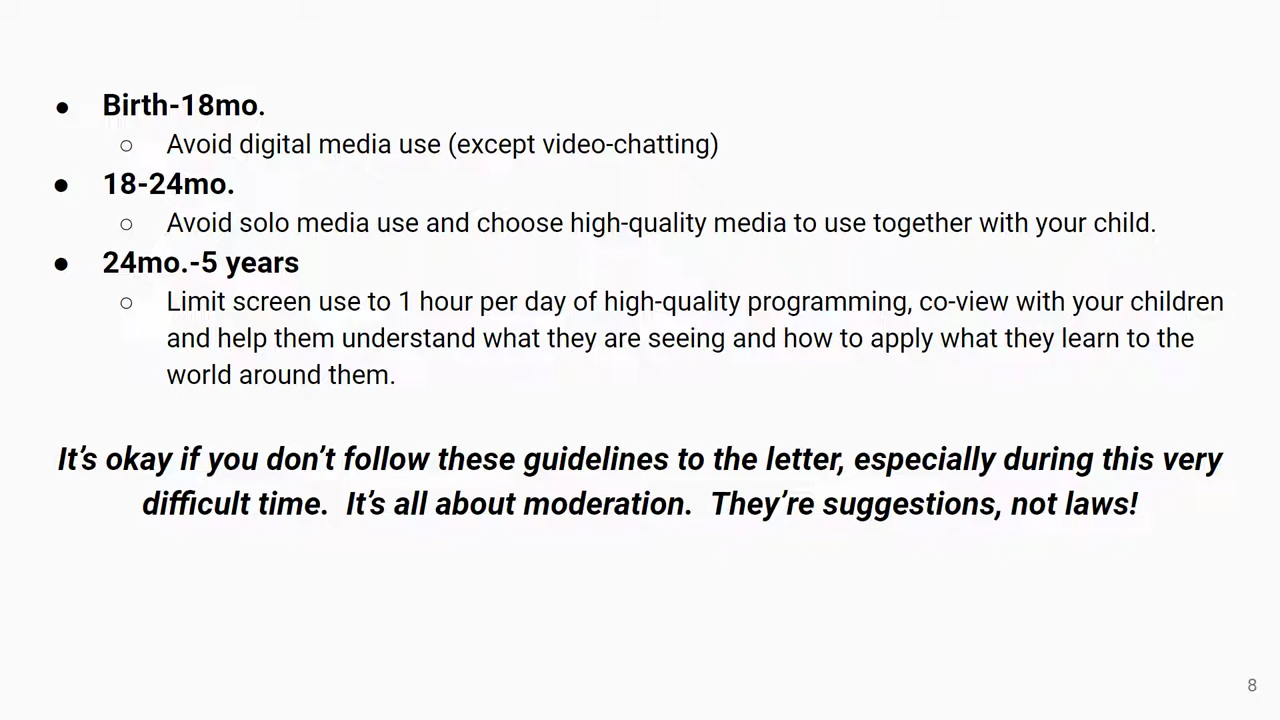 ● Birth-18mo.
○ Avoid digital media use (except video-chatting)
● 18-24mo.
○ Avoid solo media use and choose high-quality media to use together with your child.
● 24mo.-5 years
○ Limit screen use to 1 hour per day of high-quality programming, co-view with your children
and help them understand what they are seeing and how to apply what they learn to the
world around them.
It’s okay if you don’t follow these guidelines to the letter, especially during this very
difficult time.  It’s all about moderation.  They’re suggestions, not laws!
8